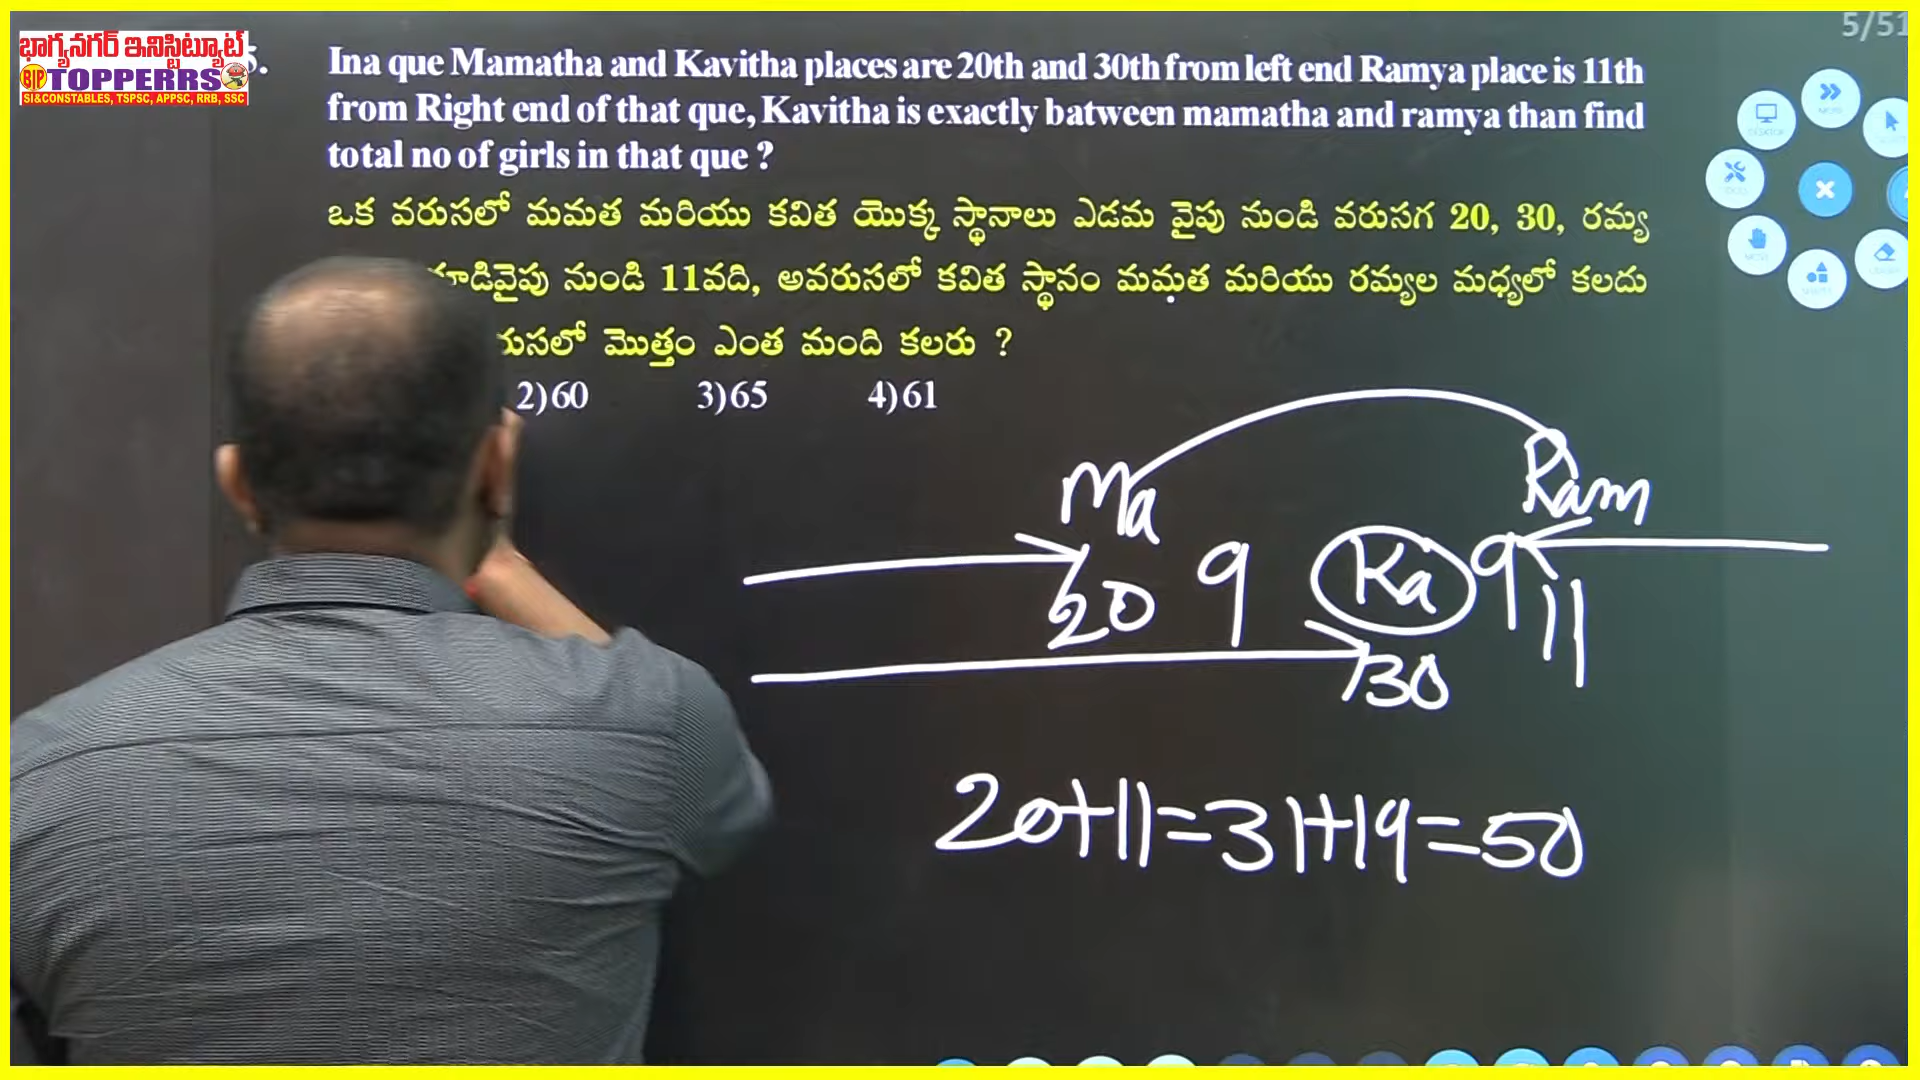 5/51
భాగ్యనగర్ ఇనిస్టిట్యూట్
BIP TOPPERRS
SI&CONSTABLES, TSPSC, APPSC, RRB, SSC
5. Ina que Mamatha and Kavitha places are 20th and 30th from left end Ramya place is 11th
from Right end of that que, Kavitha is exactly batween mamatha and ramya than find
total no of girls in that que ?
ఒక వరుసలో మమత మరియు కవిత యొక్క స్థానాలు ఎడమ వైపు నుండి వరుసగ 20, 30, రమ్య
నుండి 11వది, అవరుసలో కవిత స్థానం మమత మరియు రమ్యల మధ్యలో కలదు
మొత్తం ఎంత మంది కలరు ?
2)60 3)65 4)61
Ma Ram
20 9 Ka 9 11
30
20+11=31+19=50